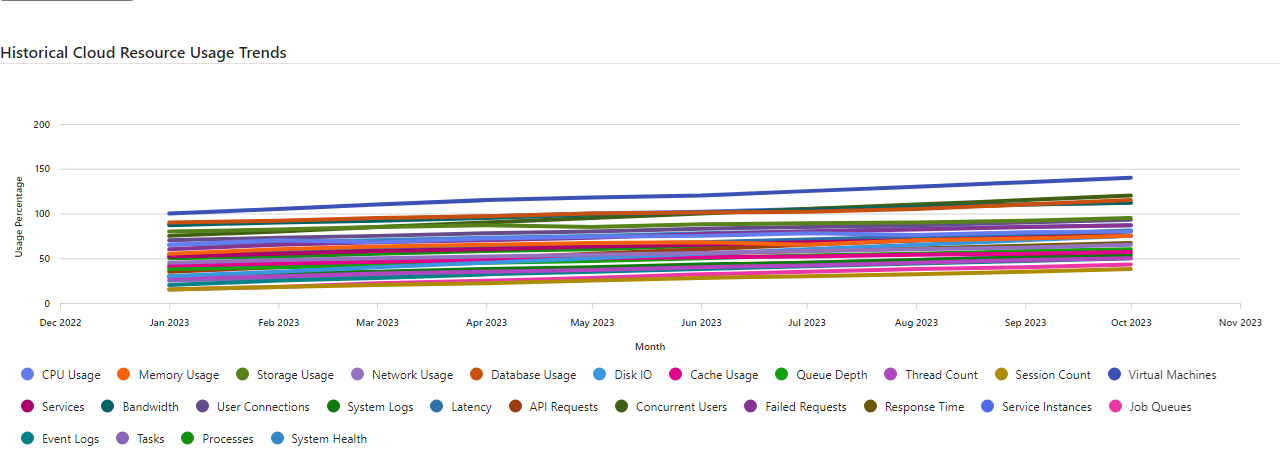 Historical Cloud Resource Usage Trends
200
150
100
50
0
Usage Percentage
Dec 2022 Jan 2023 Feb 2023 Mar 2023 Apr 2023 May 2023 Jun 2023 Jul 2023 Aug 2023 Sep 2023 Oct 2023 Nov 2023
Month
CPU Usage Memory Usage Storage Usage Network Usage Database Usage Disk IO Cache Usage Queue Depth Thread Count Session Count Virtual Machines
Services Bandwidth User Connections System Logs Latency API Requests Concurrent Users Failed Requests Response Time Service Instances Job Queues
Event Logs Tasks Processes System Health